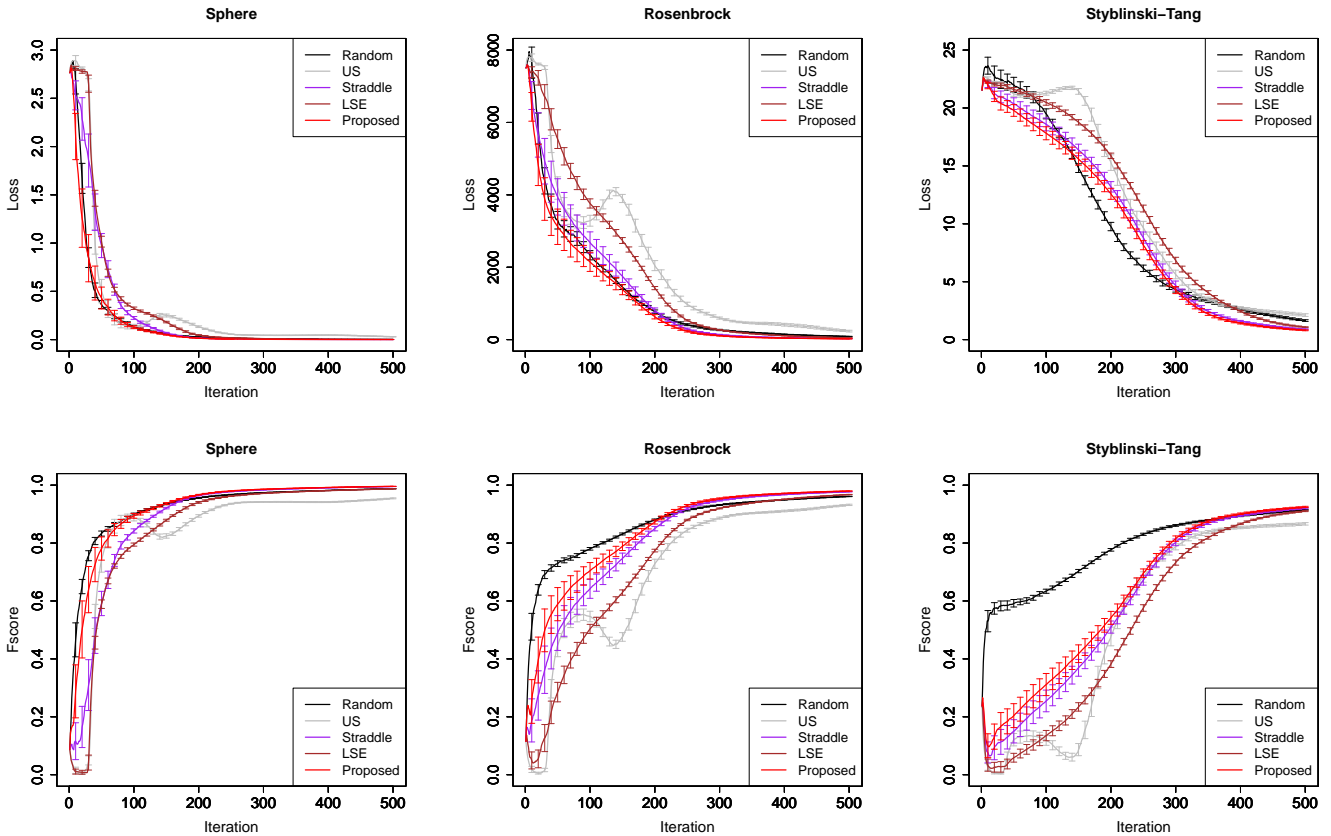 Sphere
Loss
0.0 0.5 1.0 1.5 2.0 2.5 3.0
0 100 200 300 400 500
Iteration
Random
US
Straddle
LSE
Proposed
Rosenbrock
Loss
0 2000 4000 6000 8000
0 100 200 300 400 500
Iteration
Random
US
Straddle
LSE
Proposed
Styblinski−Tang
Loss
0 5 10 15 20 25
0 100 200 300 400 500
Iteration
Random
US
Straddle
LSE
Proposed
Sphere
Fscore
0.0 0.2 0.4 0.6 0.8 1.0
0 100 200 300 400 500
Iteration
Random
US
Straddle
LSE
Proposed
Rosenbrock
Fscore
0.0 0.2 0.4 0.6 0.8 1.0
0 100 200 300 400 500
Iteration
Random
US
Straddle
LSE
Proposed
Styblinski−Tang
Fscore
0.0 0.2 0.4 0.6 0.8 1.0
0 100 200 300 400 500
Iteration
Random
US
Straddle
LSE
Proposed